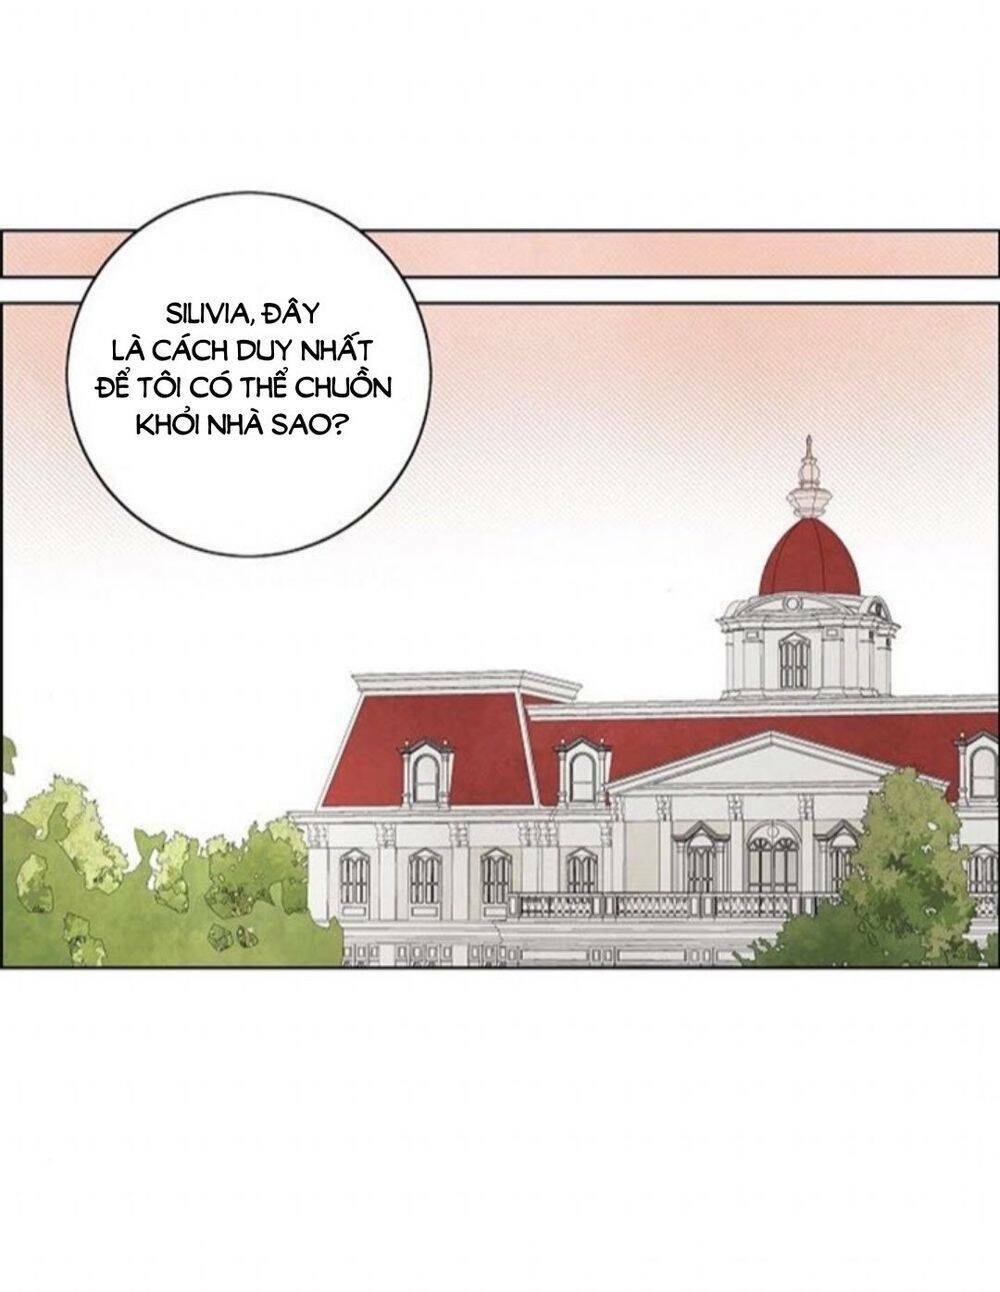 SILIVIA, ĐÂY
LÀ CÁCH DUY NHẤT
ĐỂ TÔI CÓ THỂ CHUỒN
KHỎI NHÀ SAO?